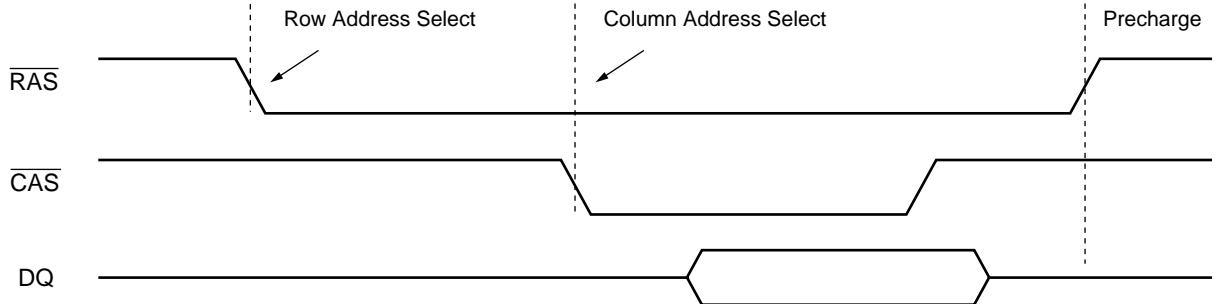 Row Address Select
Column Address Select
Precharge
RAS
CAS
DQ